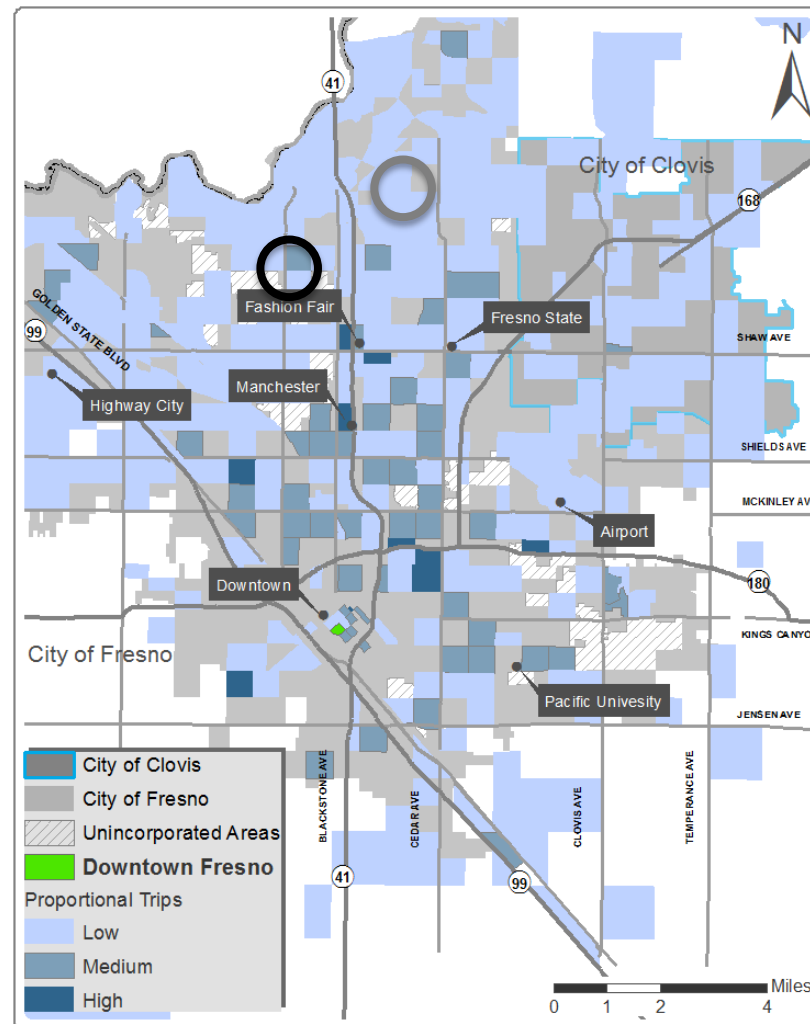 N
41
City of Clovis
168
Fashion Fair
Fresno State
GOLDEN STATE BLVD
99
SHAW AVE
Highway City
Manchester
SHIELDS AVE
MCKINLEY AV
Airport
Downtown
180
KINGS CANYO
City of Fresno
Pacific Univesity
JENSEN AVE
BLACKSTONE AVE
CEDAR AVE
CLOVIS AVE
TEMPERANCE AVE
City of Clovis
City of Fresno
Unincorporated Areas
Downtown Fresno
Proportional Trips
Low
Medium
High
41
99
Miles
0 1 2 4